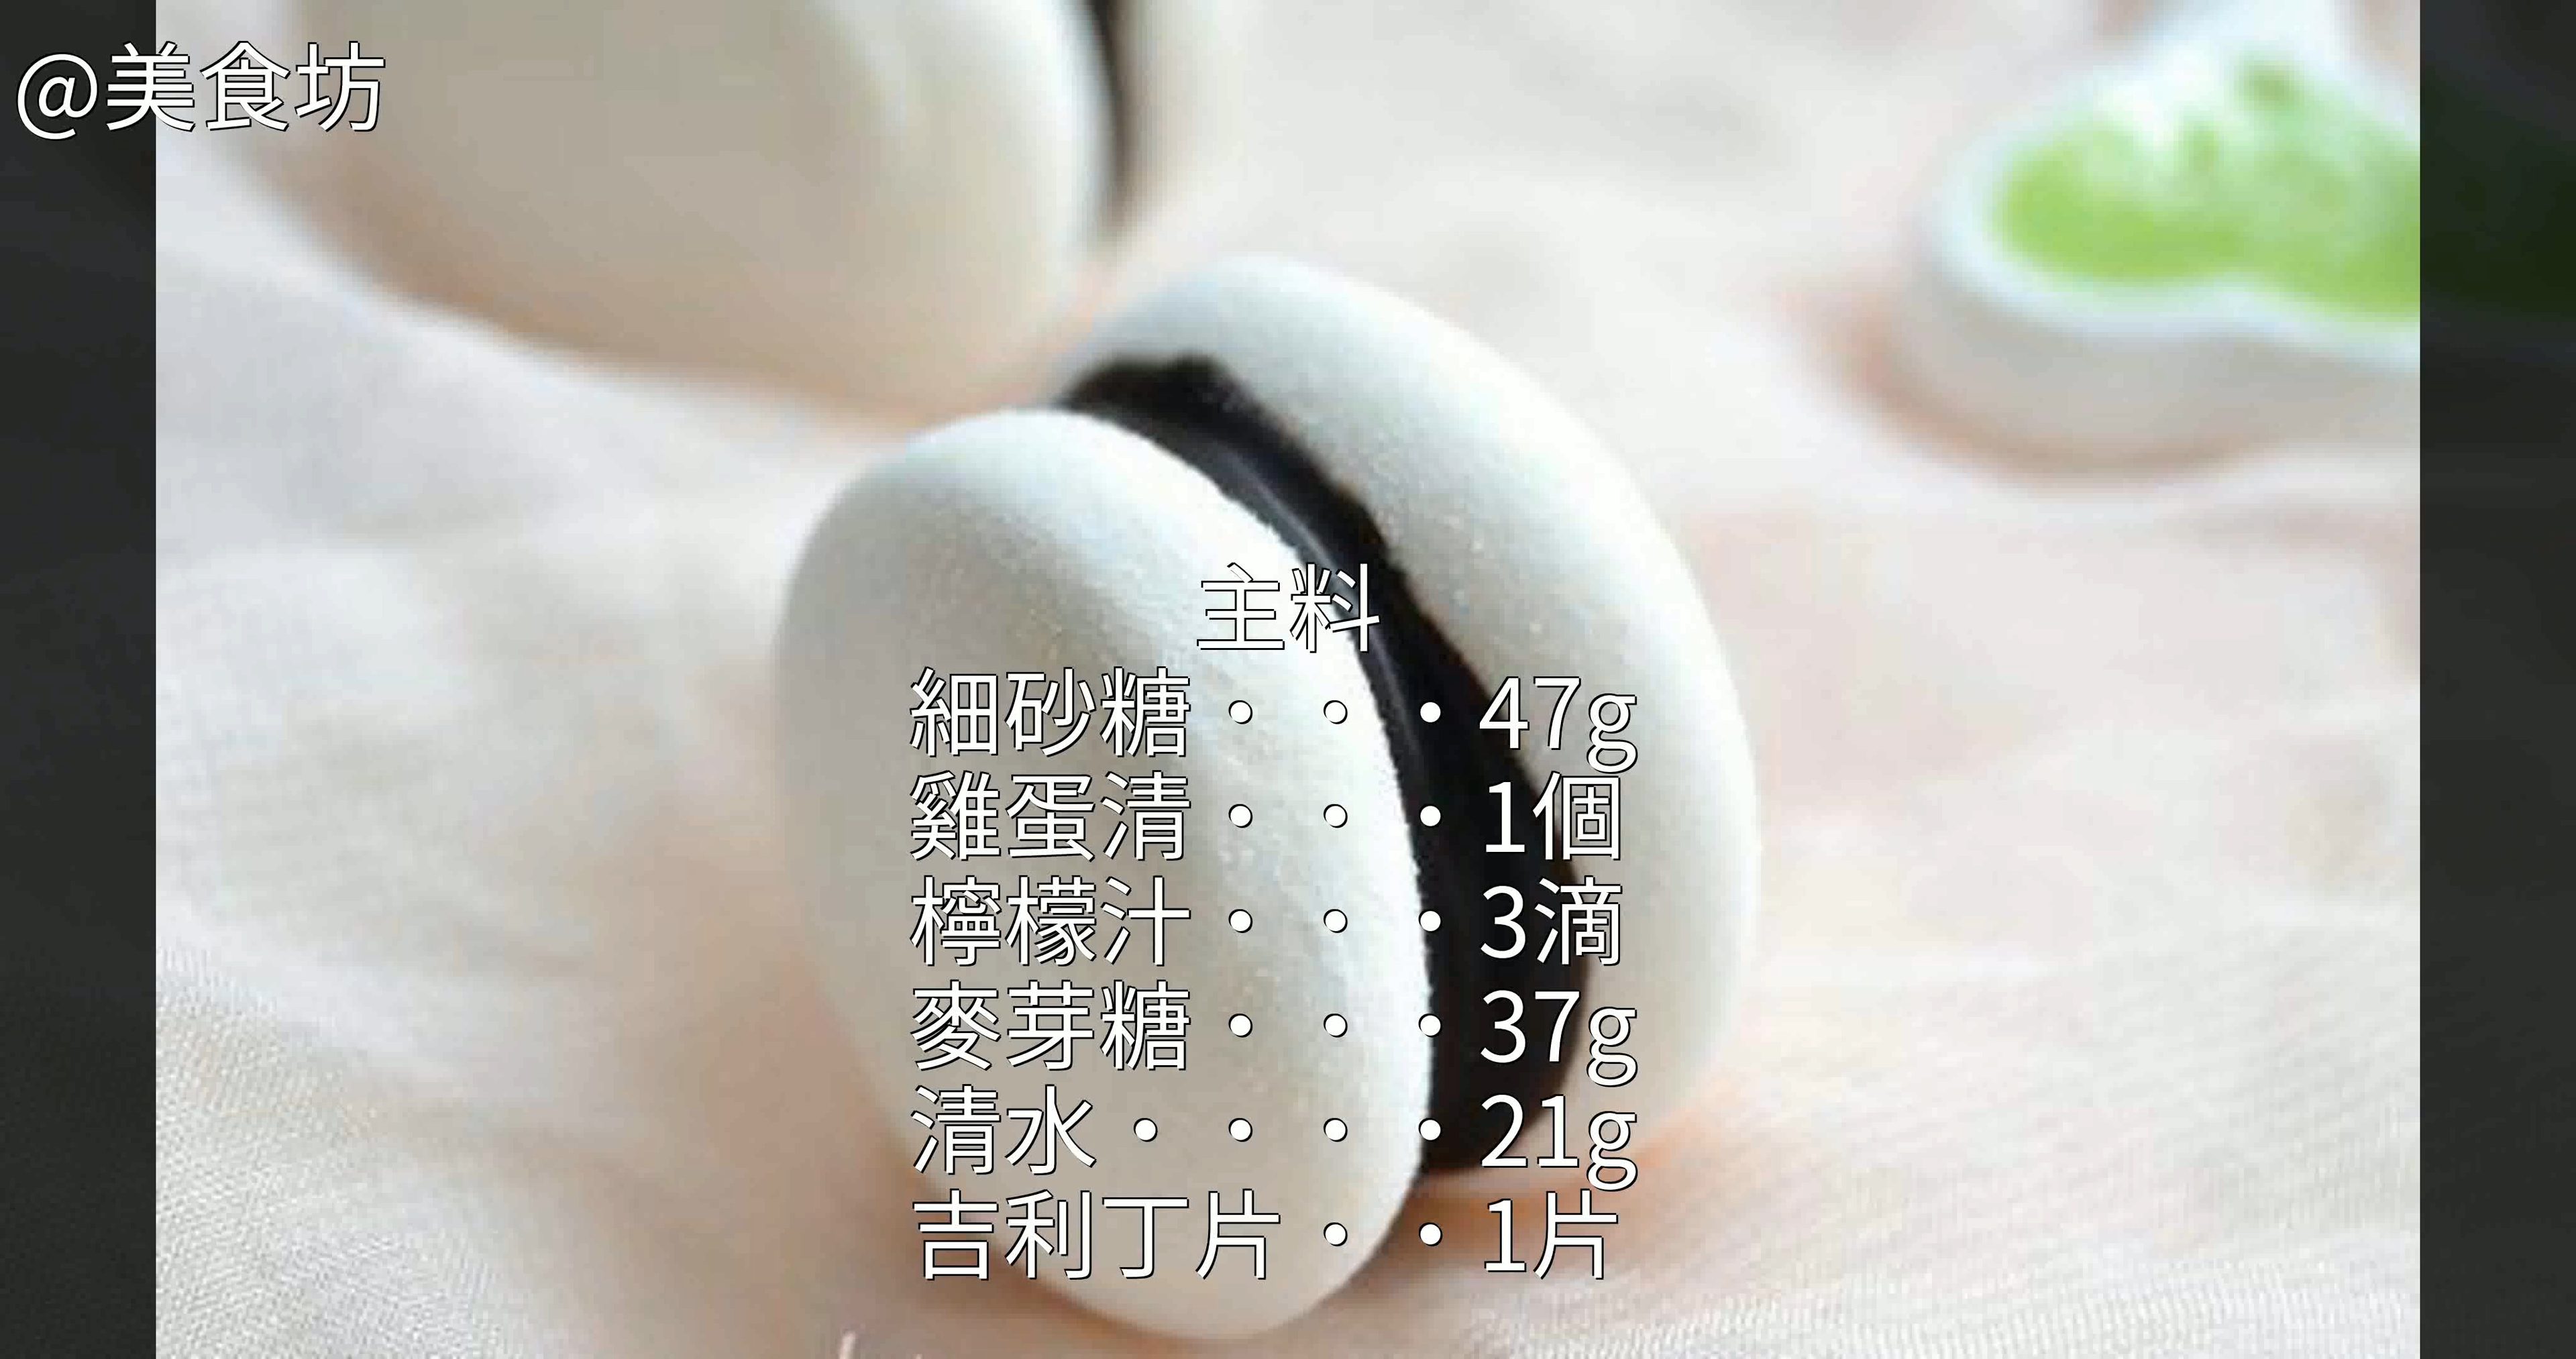 @美食坊
主料
細砂糖・・・47g
雞蛋清・・・1個
檸檬汁・・・3滴
麥芽糖・・・37g
清水・・・・21g
吉利丁片・・1片